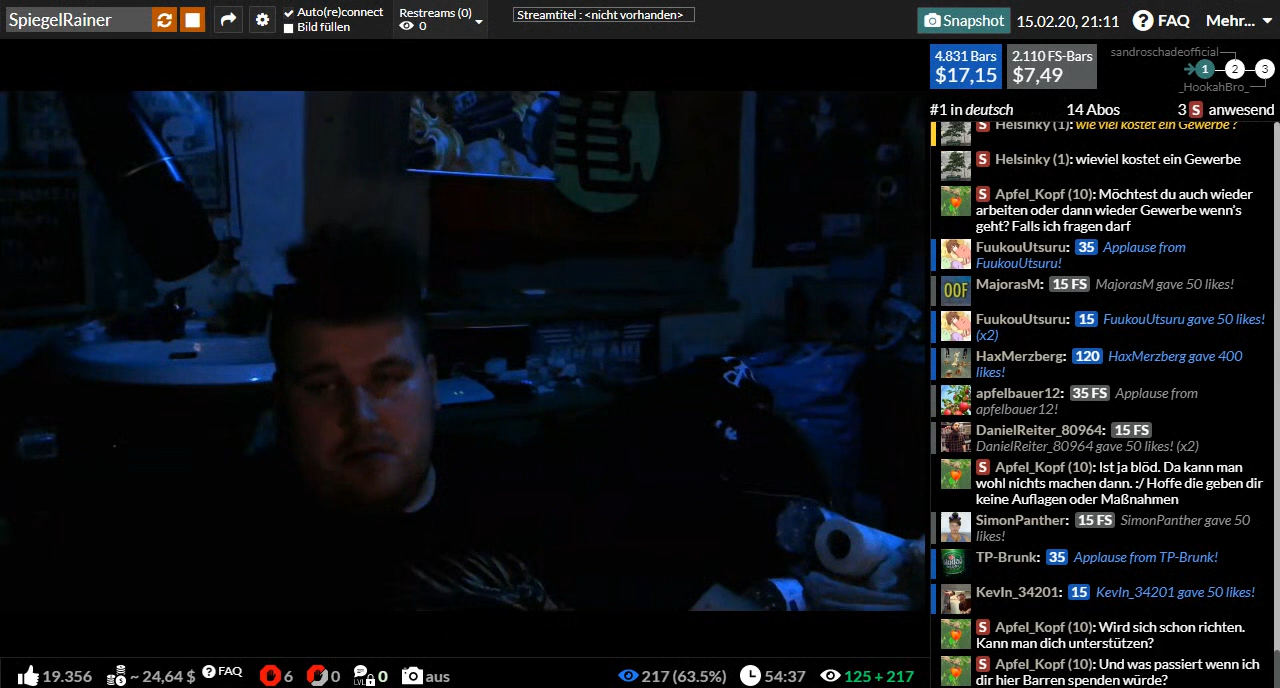 SpiegelRainer
Auto(re)connect
Bild füllen
Restreams (0)
0
Streamtitel : <nicht vorhanden>
Snapshot
15.02.20, 21:11
FAQ
Mehr...
4.831 Bars
$17,15
2.110 FS-Bars
$7,49
sandroschadeofficial
1 2 3
_HookahBro_
#1 in deutsch
14 Abos
3 S anwesend
S Helsinky (1): wie viel kostet ein Gewerbe ?
S Helsinky (1): wieviel kostet ein Gewerbe
S Apfel_Kopf (10): Möchtest du auch wieder
arbeiten oder dann wieder Gewerbe wenn's
geht? Falls ich fragen darf
FuukouUtsuru: 35 Applause from
FuukouUtsuru!
OOF
MajorasM: 15 FS MajorasM gave 50 likes!
FuukouUtsuru: 15 FuukouUtsuru gave 50 likes!
(x2)
HaxMerzberg: 120 HaxMerzberg gave 400
likes!
apfelbauer12: 35 FS Applause from
apfelbauer12!
DanielReiter_80964: 15 FS
DanielReiter_80964 gave 50 likes! (x2)
S Apfel_Kopf (10): Ist ja blöd. Da kann man
wohl nichts machen dann. :/ Hoffe die geben dir
keine Auflagen oder Maßnahmen
SimonPanther: 15 FS SimonPanther gave 50
likes!
TP-Brunk: 35 Applause from TP-Brunk!
KevIn_34201: 15 KevIn_34201 gave 50 likes!
S Apfel_Kopf (10): Wird sich schon richten.
Kann man dich unterstützen?
S Apfel_Kopf (10): Und was passiert wenn ich
dir hier Barren spenden würde?
19.356
~ 24,64 $
FAQ
6
0
LVL
0
aus
217 (63.5%)
54:37
125 + 217